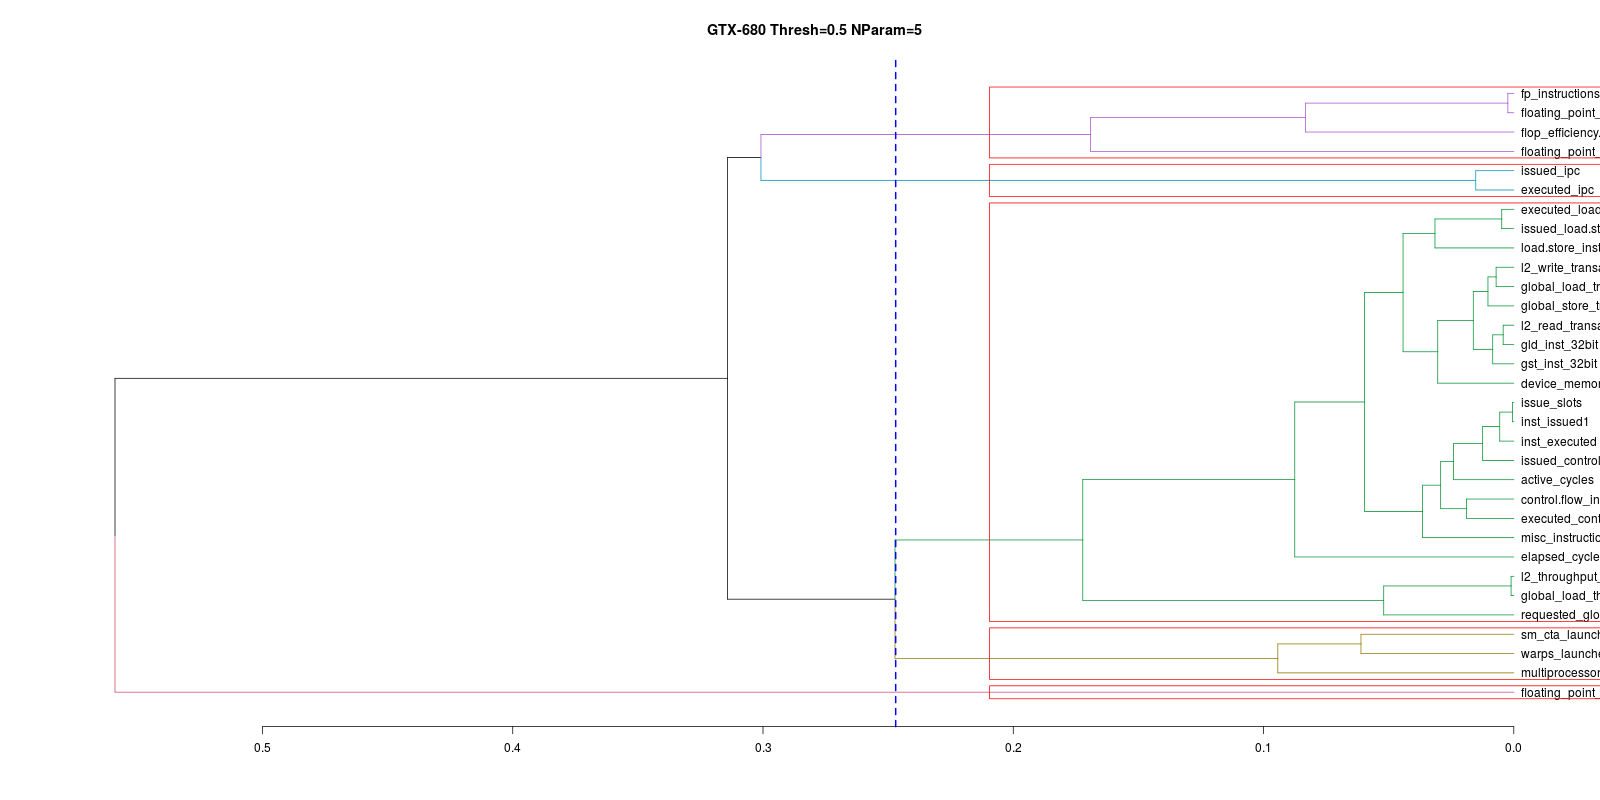 GTX-680 Thresh=0.5 NParam=5
fp_instructions
floating_point_
flop_efficiency.
floating_point_
issued_ipc
executed_ipc
executed_load
issued_load.st
load.store_inst
l2_write_transa
global_load_tr
global_store_t
l2_read_transa
gld_inst_32bit
gst_inst_32bit
device_memor
issue_slots
inst_issued1
inst_executed
issued_control
active_cycles
control.flow_in
executed_cont
misc_instructio
elapsed_cycle
l2_throughput_
global_load_th
requested_glo
sm_cta_launch
warps_launche
multiprocessor
floating_point_
0.5 0.4 0.3 0.2 0.1 0.0